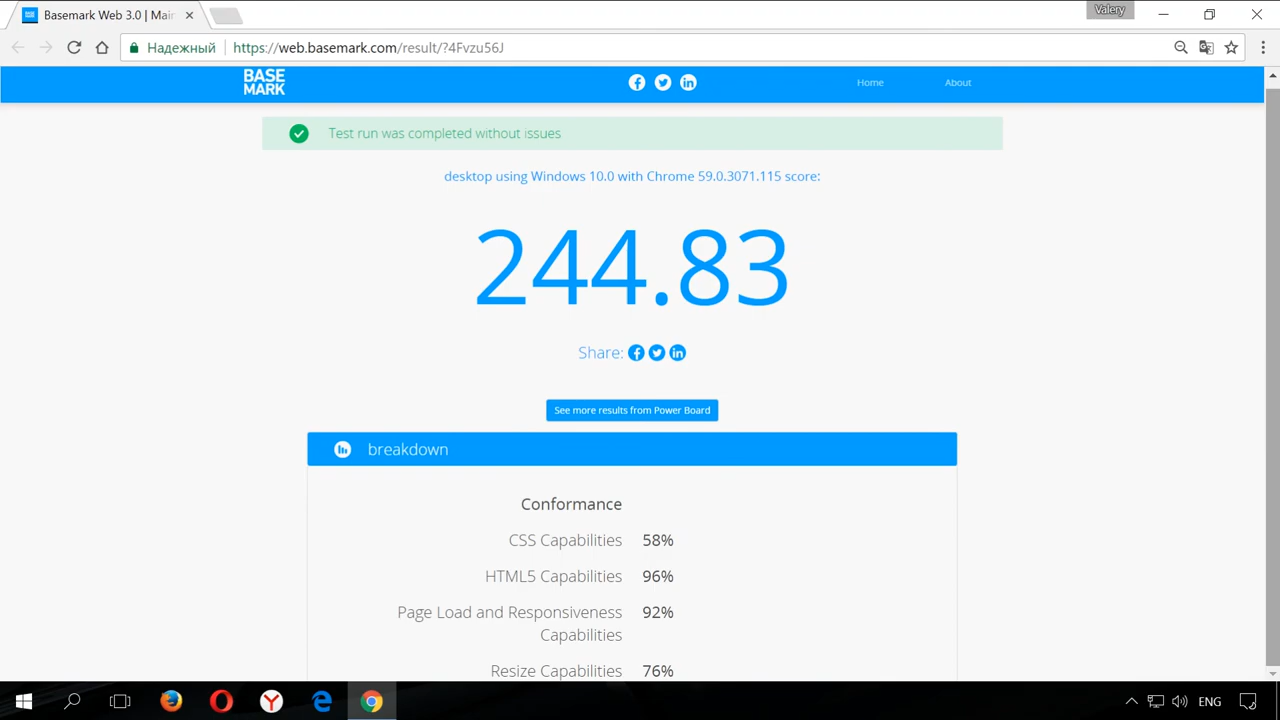 Basemark Web 3.0 | Mair
Valery
Надежный
https://web.basemark.com/result/?4Fvzu56J
BASE
MARK
Home
About
Test run was completed without issues
desktop using Windows 10.0 with Chrome 59.0.3071.115 score:
244.83
Share:
See more results from Power Board
breakdown
Conformance
CSS Capabilities 58%
HTML5 Capabilities 96%
Page Load and Responsiveness 92%
Capabilities
Resize Capabilities 76%
ENG